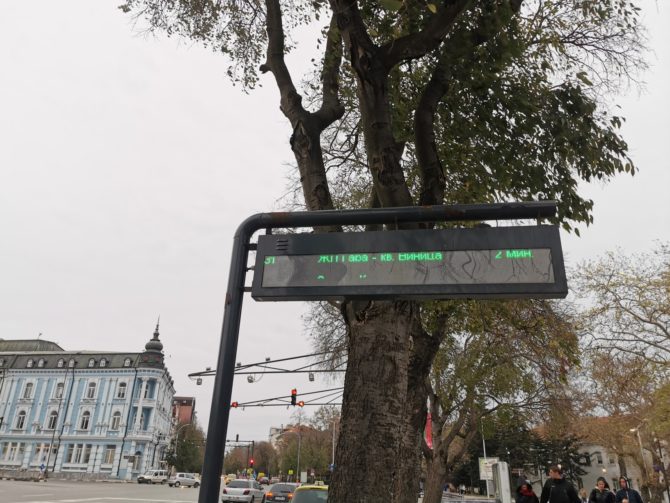 31 ЖП Гара - кв. Виница 2 мин.